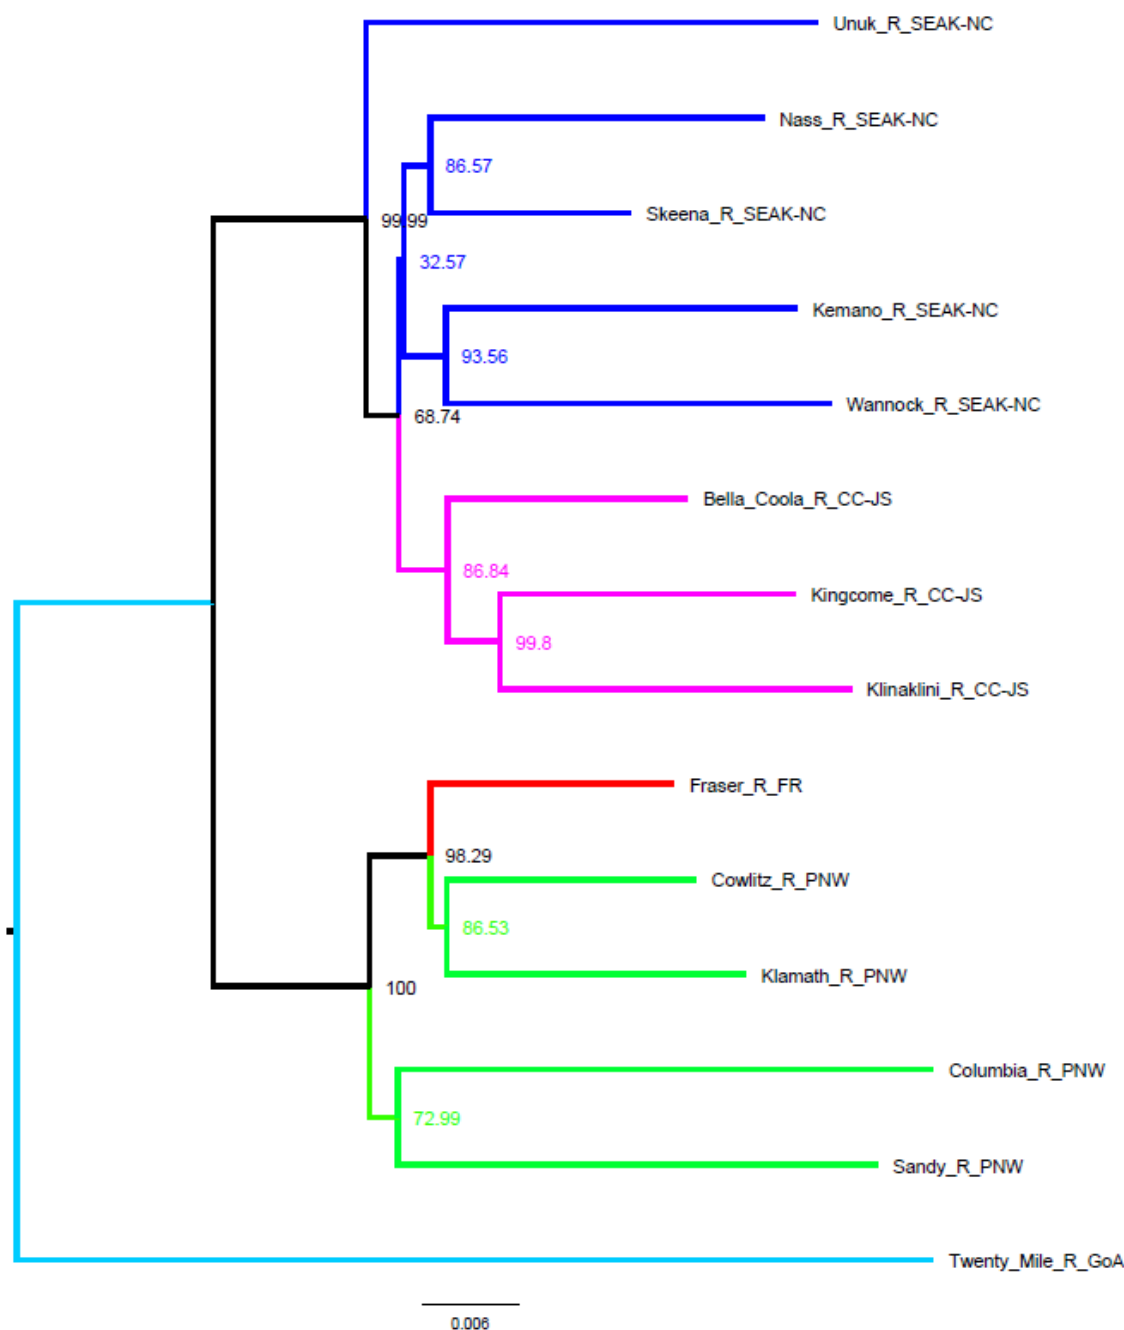 Unuk_R_SEAK-NC
Nass_R_SEAK-NC
86.57
Skeena_R_SEAK-NC
99.99
32.57
Kemano_R_SEAK-NC
93.56
Wannock_R_SEAK-NC
68.74
Bella_Coola_R_CC-JS
86.84
Kingcome_R_CC-JS
99.8
Klinaklini_R_CC-JS
Fraser_R_FR
98.29
Cowlitz_R_PNW
86.53
Klamath_R_PNW
100
Columbia_R_PNW
72.99
Sandy_R_PNW
Twenty_Mile_R_GoA
0.006